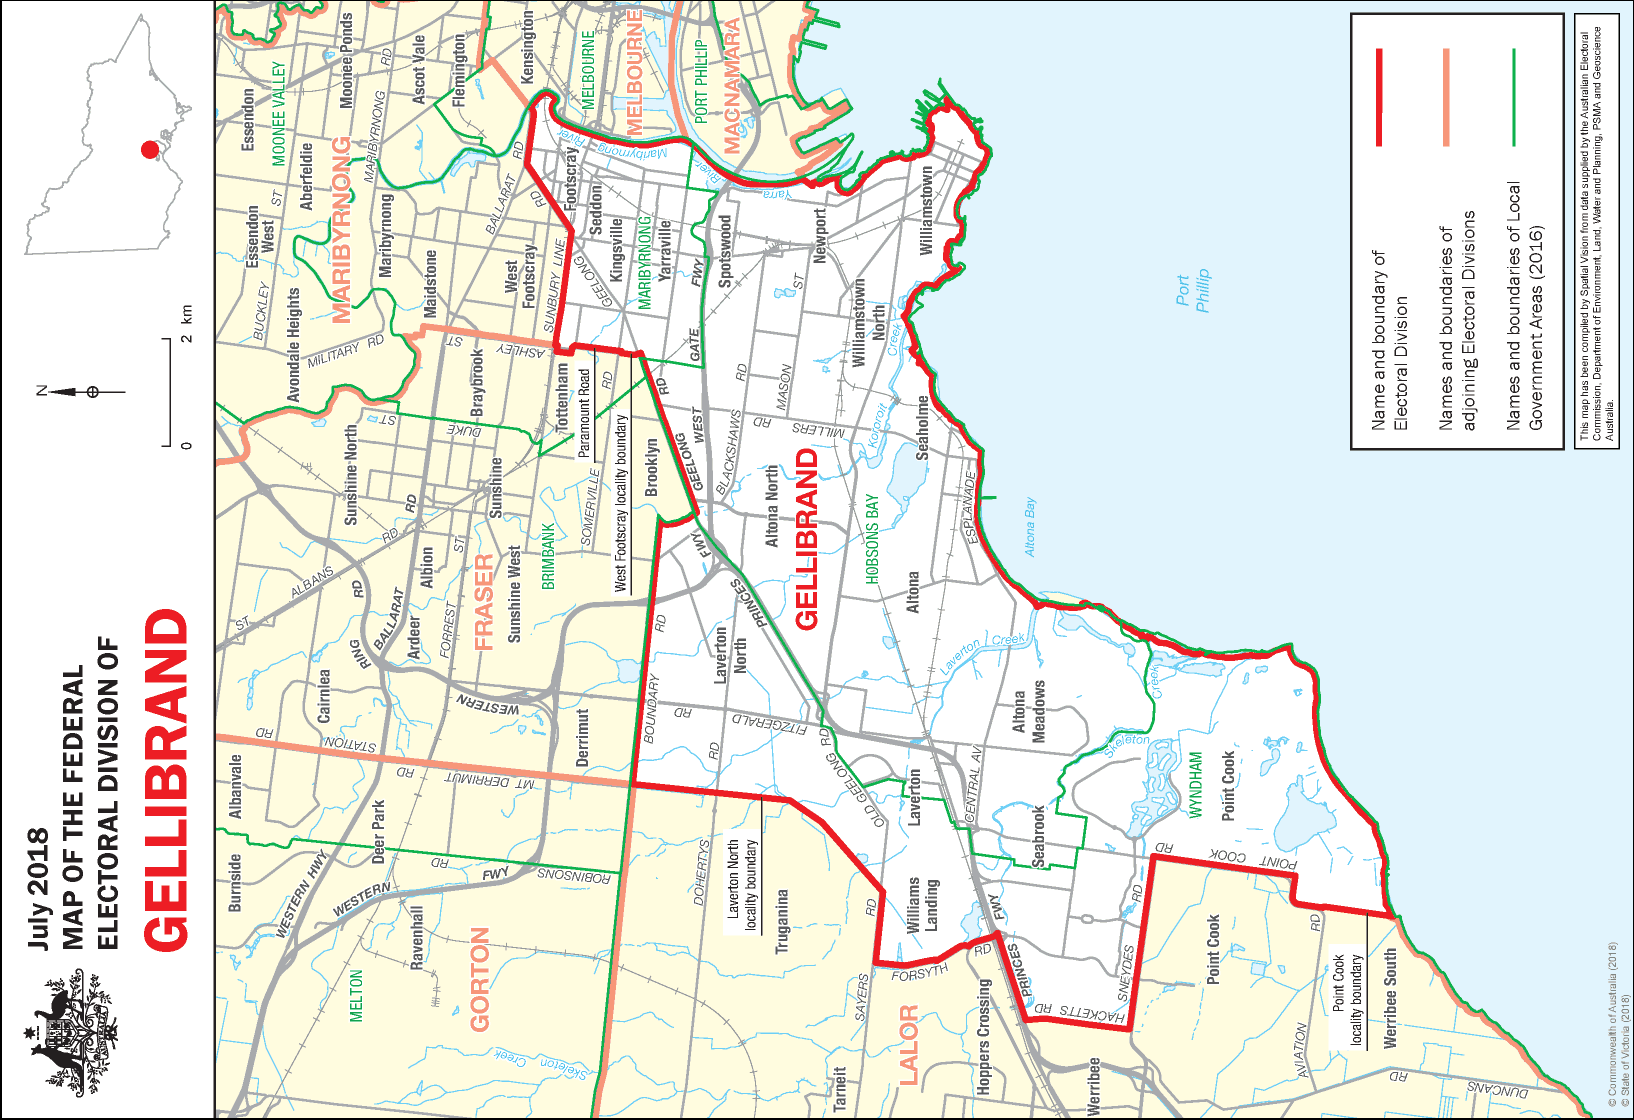 July 2018
MAP OF THE FEDERAL
ELECTORAL DIVISION OF
GELLIBRAND
N
0 2 km
Name and boundary of
Electoral Division
Names and boundaries of
adjoining Electoral Divisions
Names and boundaries of Local
Government Areas (2016)
This map has been compiled by Spatial Vision from data supplied by the Australian Electoral
Commission, Department of Environment, Land, Water and Planning, PSMA and Geoscience
Australia.
© Commonwealth of Australia (2018)
© State of Victoria (2018)
Essendon
MOONEE VALLEY
Moonee Ponds
RD
Ascot Vale
Flemington
Kensington
MELBOURNE
MELBOURNE
PORT PHILLIP
MACNAMARA
Essendon
West
ST
Aberfeldie
MARIBYRNONG
MARIBYRNONG
Maribyrnong
BALLARAT
RD
RD
Footscray
Seddon
Maribyrnong
River
Yarra
River
BUCKLEY
Avondale Heights
MILITARY RD
Maidstone
West
Footscray
SUNBURY LINE
GEELONG
Kingsville
MARIBYRNONG
Yarraville
FWY
Spotswood
Newport
Williamstown
ST
ASHLEY
ST
Braybrook
Tottenham
Paramount Road
RD
RD
GATE
RD
MASON
ST
Williamstown
North
Creek
Kororoit
Sunshine North
ST
DUKE
Sunshine
SOMERVILLE
West Footscray locality boundary
Brooklyn
GEELONG
WEST
BLACKSHAWS
RD
MILLERS
Seaholme
ALBANS
ST
RD
RD
Albion
ST
FRASER
Sunshine West
BRIMBANK
FWY
Altona North
GELLIBRAND
HOBSONS BAY
ESPLANADE
Altona Bay
Port
Phillip
Altona
RING
RD
BALLARAT
Ardeer
FORREST
RD
PRINCES
Laverton
North
Laverton
Creek
Cairnlea
WESTERN
BOUNDARY
RD
FITZGERALD
Altona
Meadows
Creek
Skeleton
RD
STATION
RD
MT DERRIMUT
Derrimut
RD
RD
OLD GEELONG
CENTRAL AV
Albanvale
Deer Park
Laverton
Seabrook
WYNDHAM
Point Cook
Burnside
WESTERN HWY
WESTERN
RD
FWY
ROBINSONS
DOHERTYS
Laverton North
locality boundary
Truganina
RD
Williams
Landing
FWY
RD
RD
POINT COOK
MELTON
Ravenhall
GORTON
SAYERS
FORSYTH
RD
PRINCES
HACKETTS
RD
SNEYDES
Point Cook
RD
Point Cook
locality boundary
Werribee South
Skeleton
Creek
Tarneit
LALOR
Hoppers Crossing
Werribee
AVIATION
RD
DUNCANS